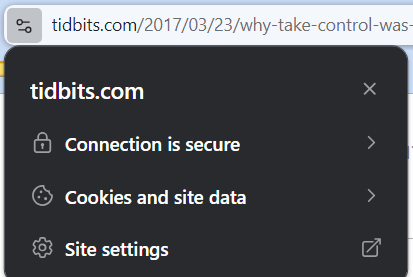 tidbits.com/2017/03/23/why-take-control-was-
tidbits.com
Connection is secure
Cookies and site data
Site settings